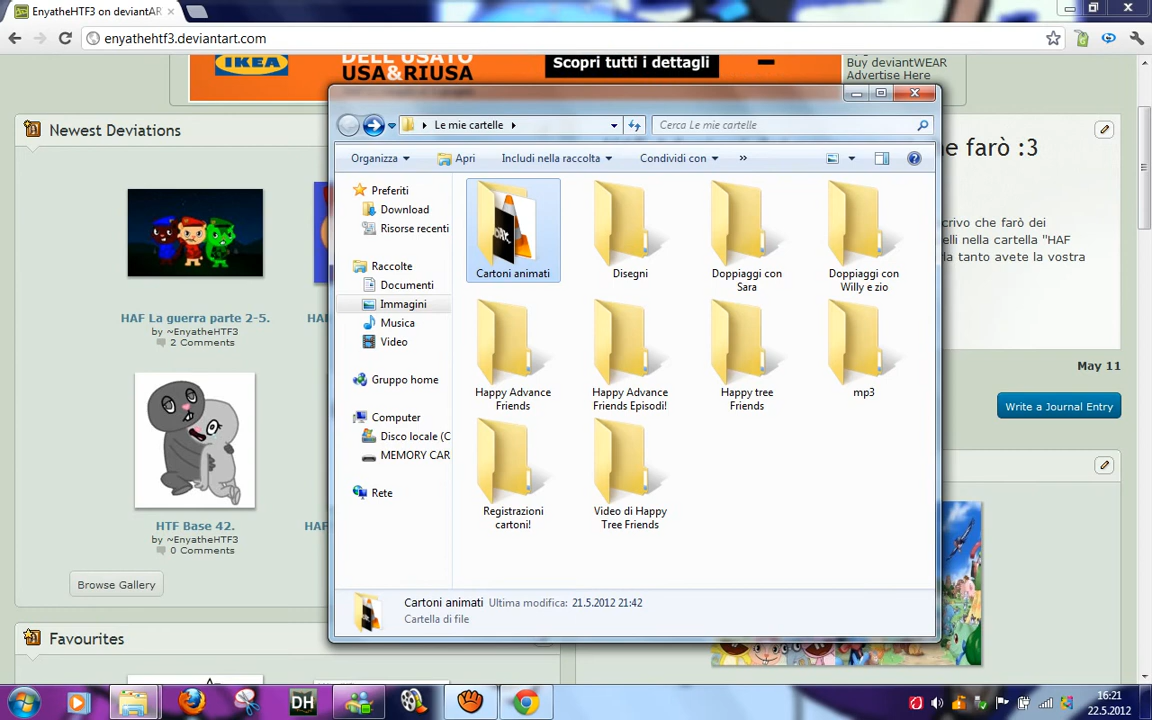 EnyatheHTF3 on deviantAR
enyathehtf3.deviantart.com
IKEA
DELL'USATO
USA&RIUSA
Scopri tutti i dettagli
Buy deviantWEAR
Advertise Here
Newest Deviations
HAF La guerra parte 2-5.
by ~EnyatheHTF3
2 Comments
HTF Base 42.
by ~EnyatheHTF3
0 Comments
Browse Gallery
Favourites
Le mie cartelle
Cerca Le mie cartelle
Organizza
Apri
Includi nella raccolta
Condividi con
»
Preferiti
Download
Risorse recenti
Raccolte
Documenti
Immagini
Musica
Video
Gruppo home
Computer
Disco locale (C
MEMORY CAR
Rete
Cartoni animati
Disegni
Doppiaggi con
Sara
Doppiaggi con
Willy e zio
Happy Advance
Friends
Happy Advance
Friends Episodi!
Happy tree
Friends
mp3
Registrazioni
cartoni!
Video di Happy
Tree Friends
Cartoni animati Ultima modifica: 21.5.2012 21:42
Cartella di file
he farò :3
crivo che farò dei
elli nella cartella "HAF
la tanto avete la vostra
May 11
Write a Journal Entry
DH
16:21
22.5.2012